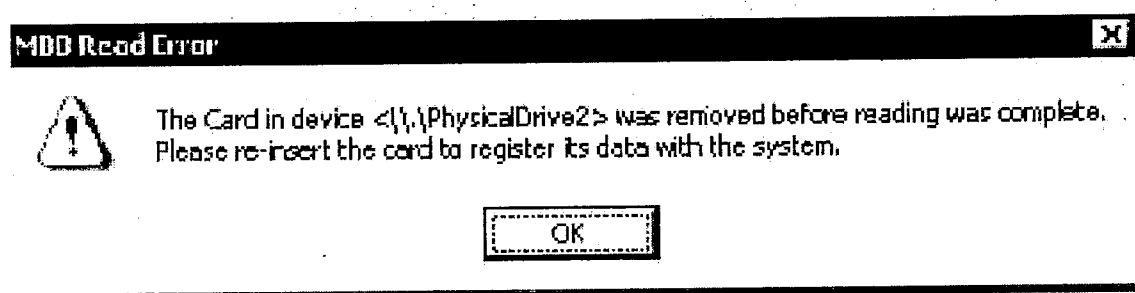 MBD Read Error
The Card in device <\\.\PhysicalDrive2> was removed before reading was complete.
Please re-insert the card to register its data with the system.
OK